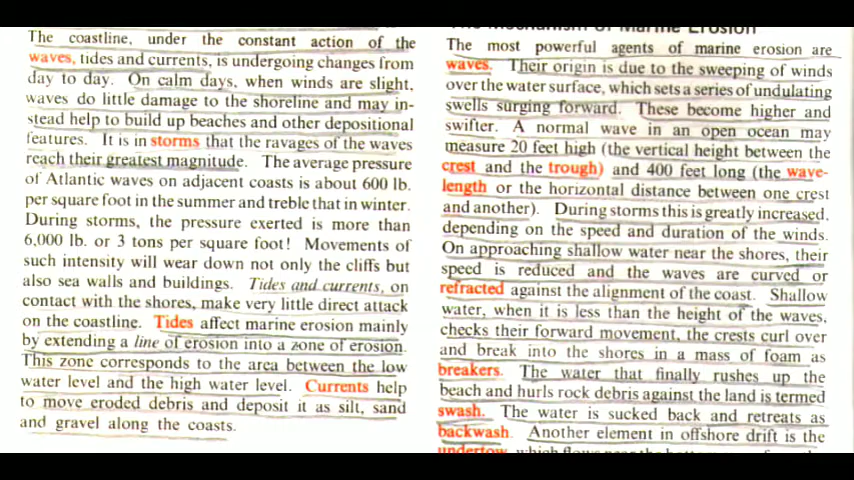 The coastline, under the constant action of the
waves, tides and currents, is undergoing changes from
day to day. On calm days, when winds are slight,
waves do little damage to the shoreline and may in-
stead help to build up beaches and other depositional
features. It is in storms that the ravages of the waves
reach their greatest magnitude. The average pressure
of Atlantic waves on adjacent coasts is about 600 lb.
per square foot in the summer and treble that in winter.
During storms, the pressure exerted is more than
6,000 lb. or 3 tons per square foot! Movements of
such intensity will wear down not only the cliffs but
also sea walls and buildings. Tides and currents, on
contact with the shores, make very little direct attack
on the coastline. Tides affect marine erosion mainly
by extending a line of erosion into a zone of erosion.
This zone corresponds to the area between the low
water level and the high water level. Currents help
to move eroded debris and deposit it as silt, sand
and gravel along the coasts.
The Mechanism of Marine Erosion
The most powerful agents of marine erosion are
waves. Their origin is due to the sweeping of winds
over the water surface, which sets a series of undulating
swells surging forward. These become higher and
swifter. A normal wave in an open ocean may
measure 20 feet high (the vertical height between the
crest and the trough) and 400 feet long (the wave-
length or the horizontal distance between one crest
and another). During storms this is greatly increased,
depending on the speed and duration of the winds.
On approaching shallow water near the shores, their
speed is reduced and the waves are curved or
refracted against the alignment of the coast. Shallow
water, when it is less than the height of the waves,
checks their forward movement, the crests curl over
and break into the shores in a mass of foam as
breakers. The water that finally rushes up the
beach and hurls rock debris against the land is termed
swash. The water is sucked back and retreats as
backwash. Another element in offshore drift is the
undertow, which flows near the bottom